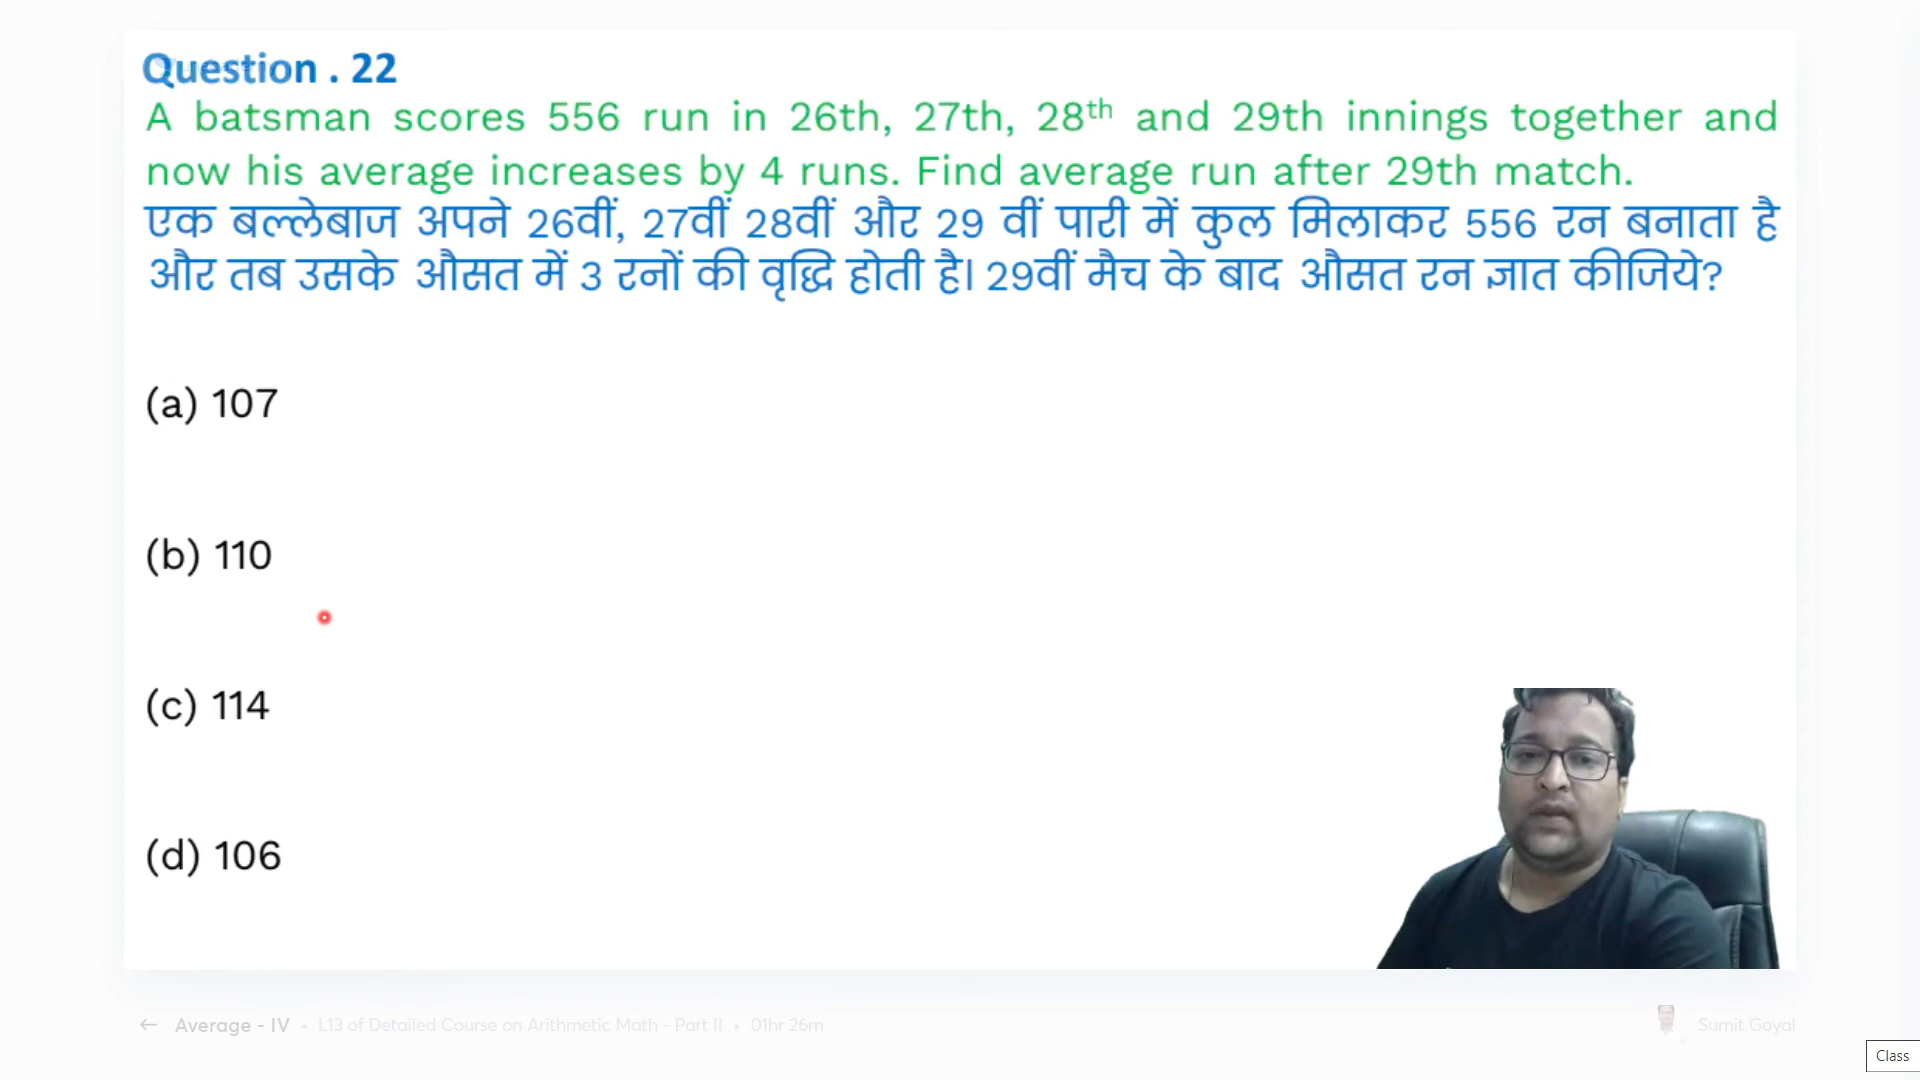 Question . 22
A batsman scores 556 run in 26th, 27th, 28th and 29th innings together and
now his average increases by 4 runs. Find average run after 29th match.
एक बल्लेबाज अपने 26वीं, 27वीं 28वीं और 29 वीं पारी में कुल मिलाकर 556 रन बनाता है
और तब उसके औसत में 3 रनों की वृद्धि होती है। 29वीं मैच के बाद औसत रन ज्ञात कीजिये?
(a) 107
(b) 110
(c) 114
(d) 106
← Average - IV • L13 of Detailed Course on Arithmetic Math - Part II • 01hr 26m
Sumit Goyal
Class